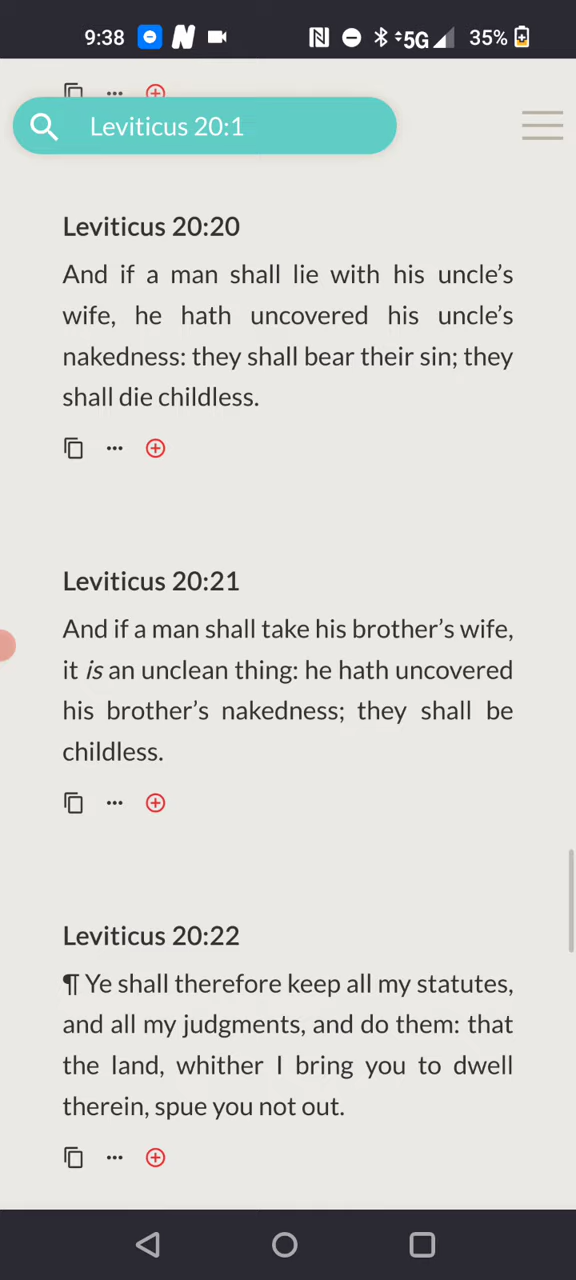 9:38
5G
35%
Leviticus 20:1
Leviticus 20:20
And if a man shall lie with his uncle’s
wife, he hath uncovered his uncle’s
nakedness: they shall bear their sin; they
shall die childless.
Leviticus 20:21
And if a man shall take his brother’s wife,
it is an unclean thing: he hath uncovered
his brother’s nakedness; they shall be
childless.
Leviticus 20:22
¶ Ye shall therefore keep all my statutes,
and all my judgments, and do them: that
the land, whither I bring you to dwell
therein, spue you not out.